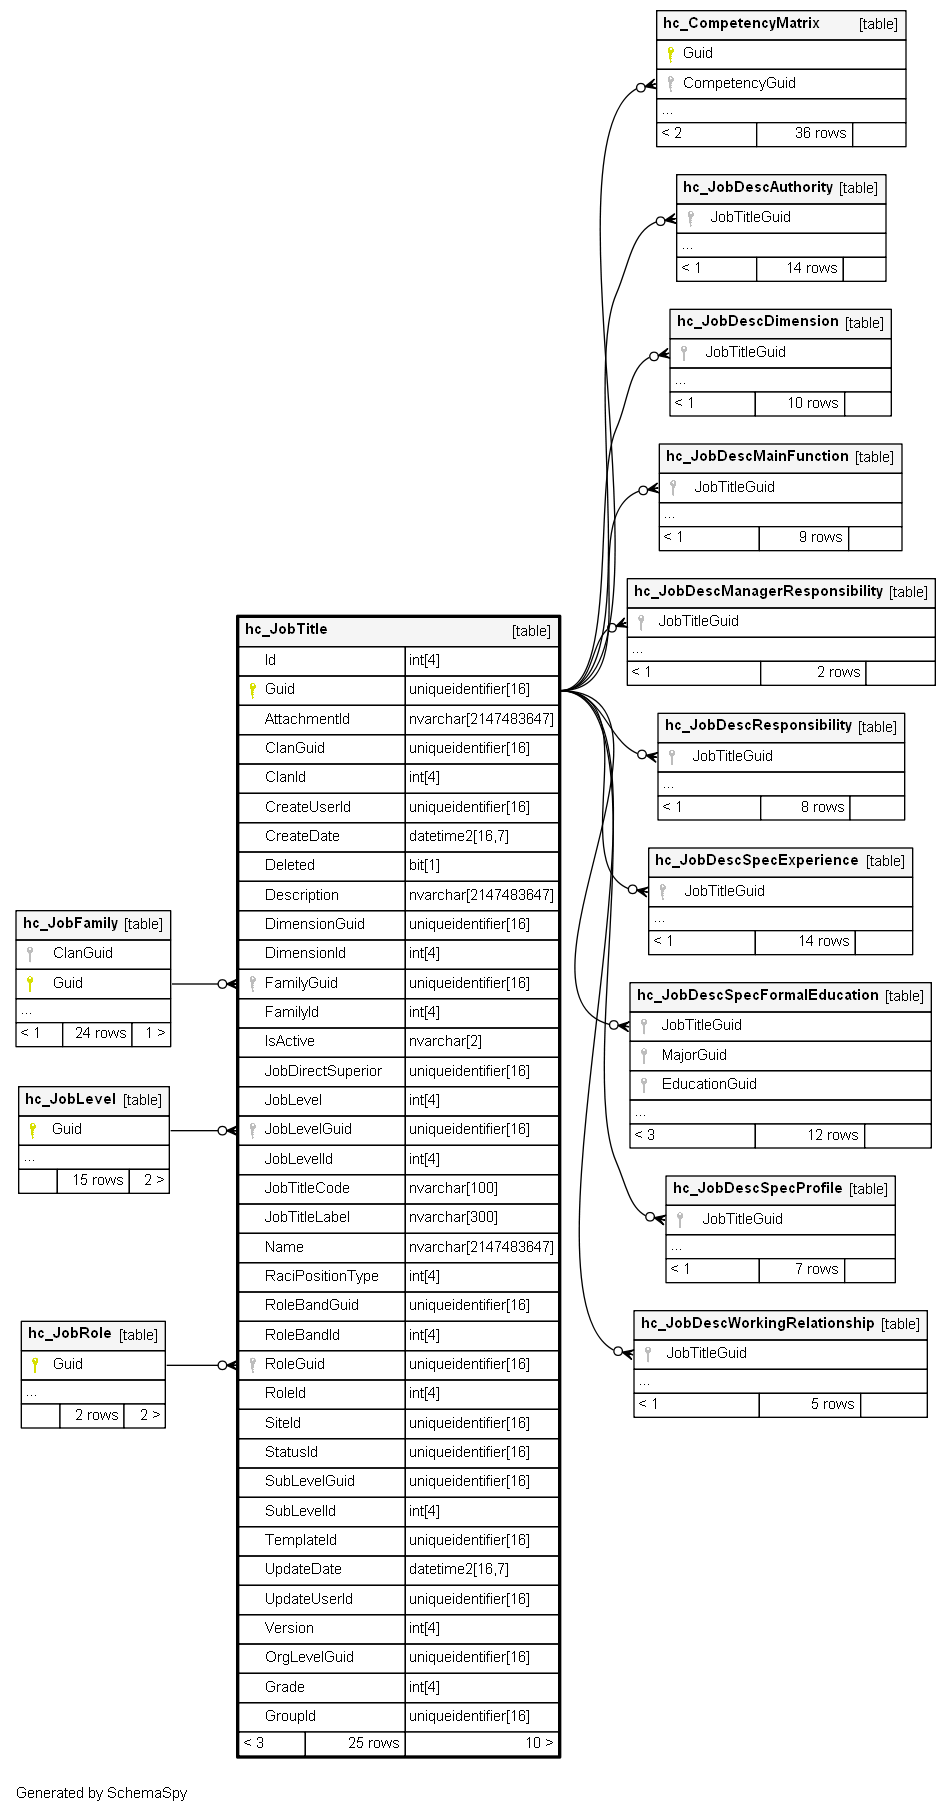 hc_CompetencyMatrix [table]
Guid
CompetencyGuid
...
< 2 36 rows
hc_JobDescAuthority [table]
JobTitleGuid
...
< 1 14 rows
hc_JobDescDimension [table]
JobTitleGuid
...
< 1 10 rows
hc_JobDescMainFunction [table]
JobTitleGuid
...
< 1 9 rows
hc_JobDescManagerResponsibility [table]
JobTitleGuid
...
< 1 2 rows
hc_JobDescResponsibility [table]
JobTitleGuid
...
< 1 8 rows
hc_JobDescSpecExperience [table]
JobTitleGuid
...
< 1 14 rows
hc_JobDescSpecFormalEducation [table]
JobTitleGuid
MajorGuid
EducationGuid
...
< 3 12 rows
hc_JobDescSpecProfile [table]
JobTitleGuid
...
< 1 7 rows
hc_JobDescWorkingRelationship [table]
JobTitleGuid
...
< 1 5 rows
hc_JobTitle [table]
Id int[4]
Guid uniqueidentifier[16]
AttachmentId nvarchar[2147483647]
ClanGuid uniqueidentifier[16]
ClanId int[4]
CreateUserId uniqueidentifier[16]
CreateDate datetime2[16,7]
Deleted bit[1]
Description nvarchar[2147483647]
DimensionGuid uniqueidentifier[16]
DimensionId int[4]
FamilyGuid uniqueidentifier[16]
FamilyId int[4]
IsActive nvarchar[2]
JobDirectSuperior uniqueidentifier[16]
JobLevel int[4]
JobLevelGuid uniqueidentifier[16]
JobLevelId int[4]
JobTitleCode nvarchar[100]
JobTitleLabel nvarchar[300]
Name nvarchar[2147483647]
RaciPositionType int[4]
RoleBandGuid uniqueidentifier[16]
RoleBandId int[4]
RoleGuid uniqueidentifier[16]
RoleId int[4]
SiteId uniqueidentifier[16]
StatusId uniqueidentifier[16]
SubLevelGuid uniqueidentifier[16]
SubLevelId int[4]
TemplateId uniqueidentifier[16]
UpdateDate datetime2[16,7]
UpdateUserId uniqueidentifier[16]
Version int[4]
OrgLevelGuid uniqueidentifier[16]
Grade int[4]
GroupId uniqueidentifier[16]
< 3 25 rows 10 >
hc_JobFamily [table]
ClanGuid
Guid
...
< 1 24 rows 1 >
hc_JobLevel [table]
Guid
...
15 rows 2 >
hc_JobRole [table]
Guid
...
2 rows 2 >
Generated by SchemaSpy